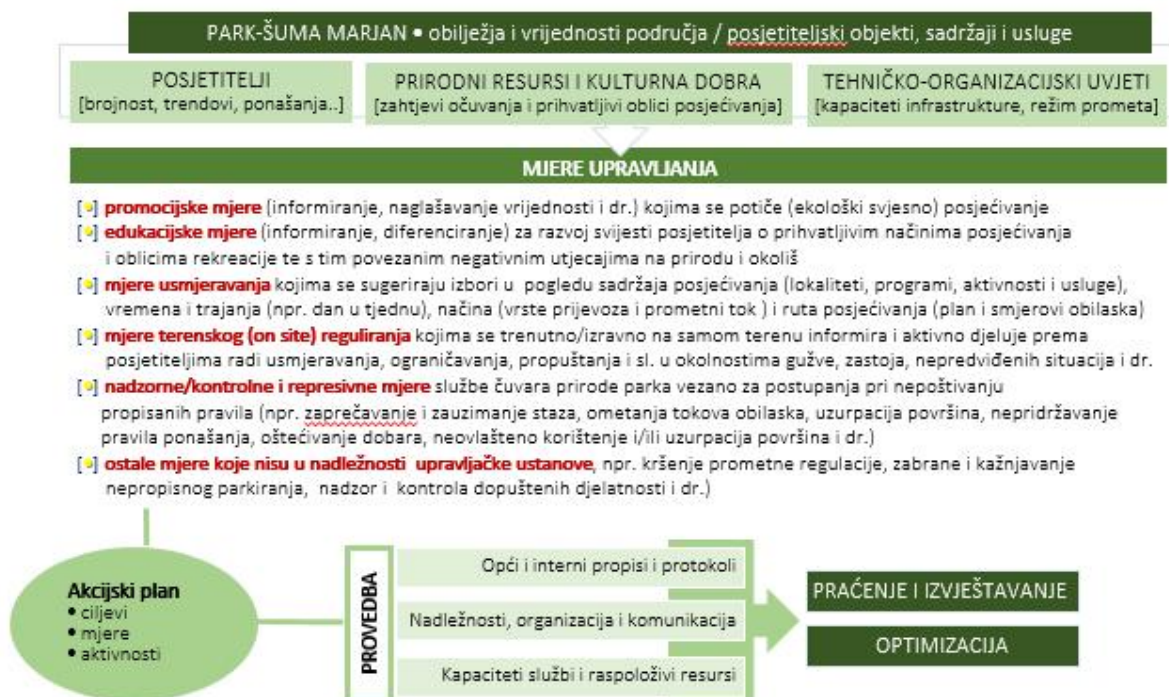 PARK-ŠUMA MARJAN • obilježja i vrijednosti područja / posjetiteljski objekti, sadržaji i usluge
POSJETITELJI
[brojnost, trendovi, ponašanja..]
PRIRODNI RESURSI I KULTURNA DOBRA
[zahtjevi očuvanja i prihvatljivi oblici posjećivanja]
TEHNIČKO-ORGANIZACIJSKI UVJETI
[kapaciteti infrastrukture, režim prometa]
MJERE UPRAVLJANJA
[•] promocijske mjere (informiranje, naglašavanje vrijednosti i dr.) kojima se potiče (ekološki svjesno) posjećivanje
[•] edukacijske mjere (informiranje, diferenciranje) za razvoj svijesti posjetitelja o prihvatljivim načinima posjećivanja
i oblicima rekreacije te s tim povezanim negativnim utjecajima na prirodu i okoliš
[•] mjere usmjeravanja kojima se sugeriraju izbori u pogledu sadržaja posjećivanja (lokaliteti, programi, aktivnosti i usluge),
vremena i trajanja (npr. dan u tjednu), načina (vrste prijevoza i prometni tok ) i ruta posjećivanja (plan i smjerovi obilaska)
[•] mjere terenskog (on site) reguliranja kojima se trenutno/izravno na samom terenu informira i aktivno djeluje prema
posjetiteljima radi usmjeravanja, ograničavanja, propuštanja i sl. u okolnostima gužve, zastoja, nepredviđenih situacija i dr.
[•] nadzorne/kontrolne i represivne mjere službe čuvara prirode parka vezano za postupanja pri nepoštivanju
propisanih pravila (npr. zaprečavanje i zauzimanje staza, ometanja tokova obilaska, uzurpacija površina, nepridržavanje
pravila ponašanja, oštećivanje dobara, neovlašteno korištenje i/ili uzurpacija površina i dr.)
[•] ostale mjere koje nisu u nadležnosti upravljačke ustanove, npr. kršenje prometne regulacije, zabrane i kažnjavanje
nepropisnog parkiranja, nadzor i kontrola dopuštenih djelatnosti i dr.)
Akcijski plan
• ciljevi
• mjere
• aktivnosti
PROVEDBA
Opći i interni propisi i protokoli
Nadležnosti, organizacija i komunikacija
Kapaciteti službi i raspoloživi resursi
PRAĆENJE I IZVJEŠTAVANJE
OPTIMIZACIJA